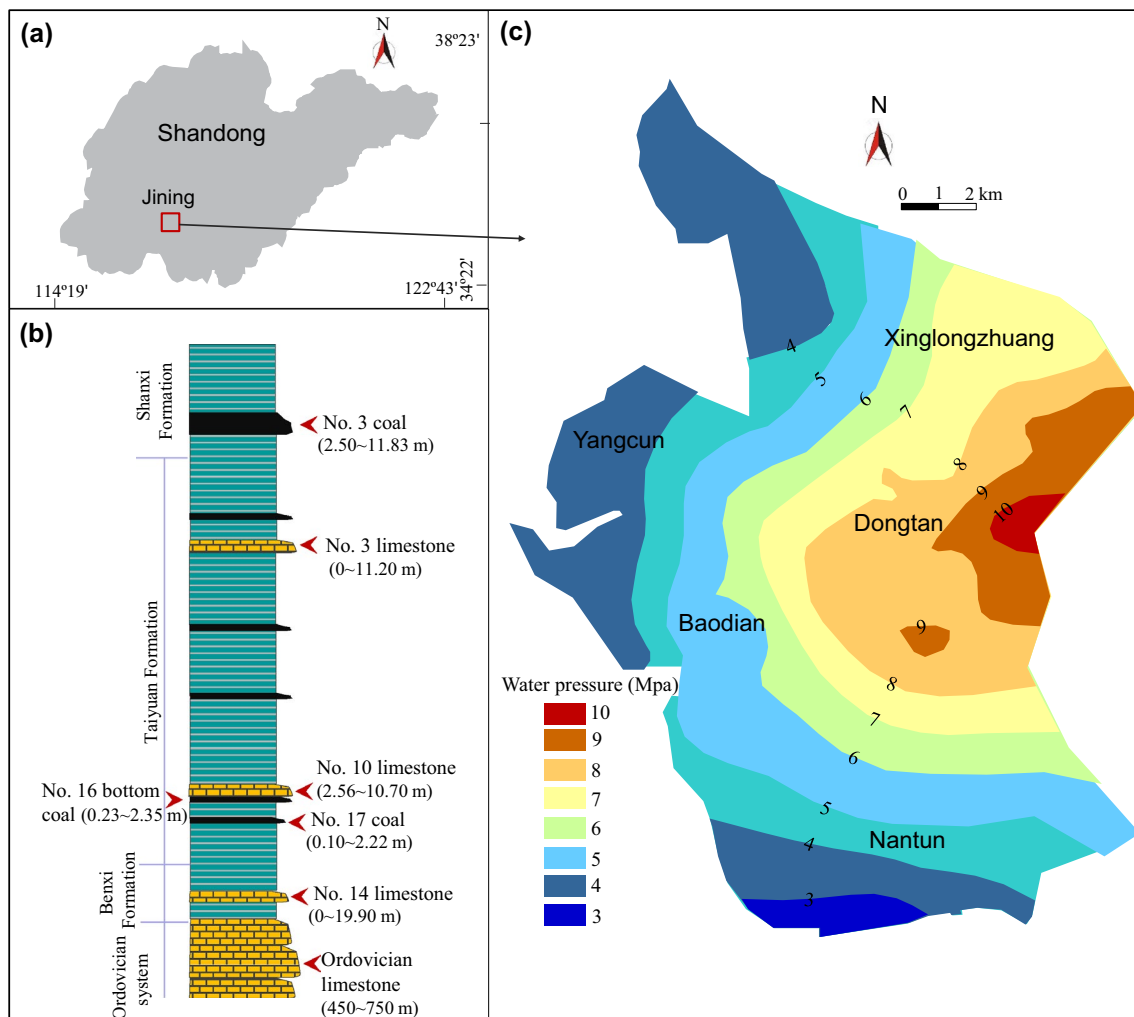 (a)
N
38º23'
Shandong
Jining
114º19'
122º43'
34º22'
(b)
Shanxi
Formation
No. 3 coal
(2.50~11.83 m)
Taiyuan Formation
No. 3 limestone
(0~11.20 m)
No. 10 limestone
(2.56~10.70 m)
No. 16 bottom
coal (0.23~2.35 m)
No. 17 coal
(0.10~2.22 m)
Benxi
Formation
No. 14 limestone
(0~19.90 m)
Ordovician
system
Ordovician
limestone
(450~750 m)
(c)
N
0 1 2 km
Xinglongzhuang
4
5
6
7
Yangcun
8
9
10
Dongtan
Baodian
9
8
7
6
5
Nantun
4
3
Water pressure (Mpa)
10
9
8
7
6
5
4
3